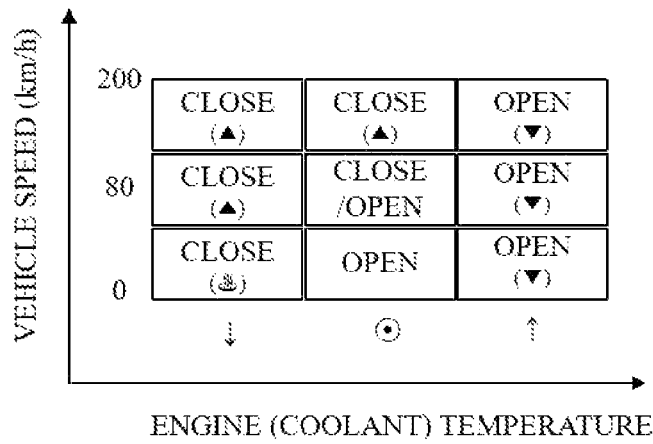 VEHICLE SPEED (km/h)
200
CLOSE
(▲)
CLOSE
(▲)
OPEN
(▼)
80
CLOSE
(▲)
CLOSE
/OPEN
OPEN
(▼)
0
CLOSE
(♨)
OPEN
OPEN
(▼)
↓
⊙
↑
ENGINE (COOLANT) TEMPERATURE